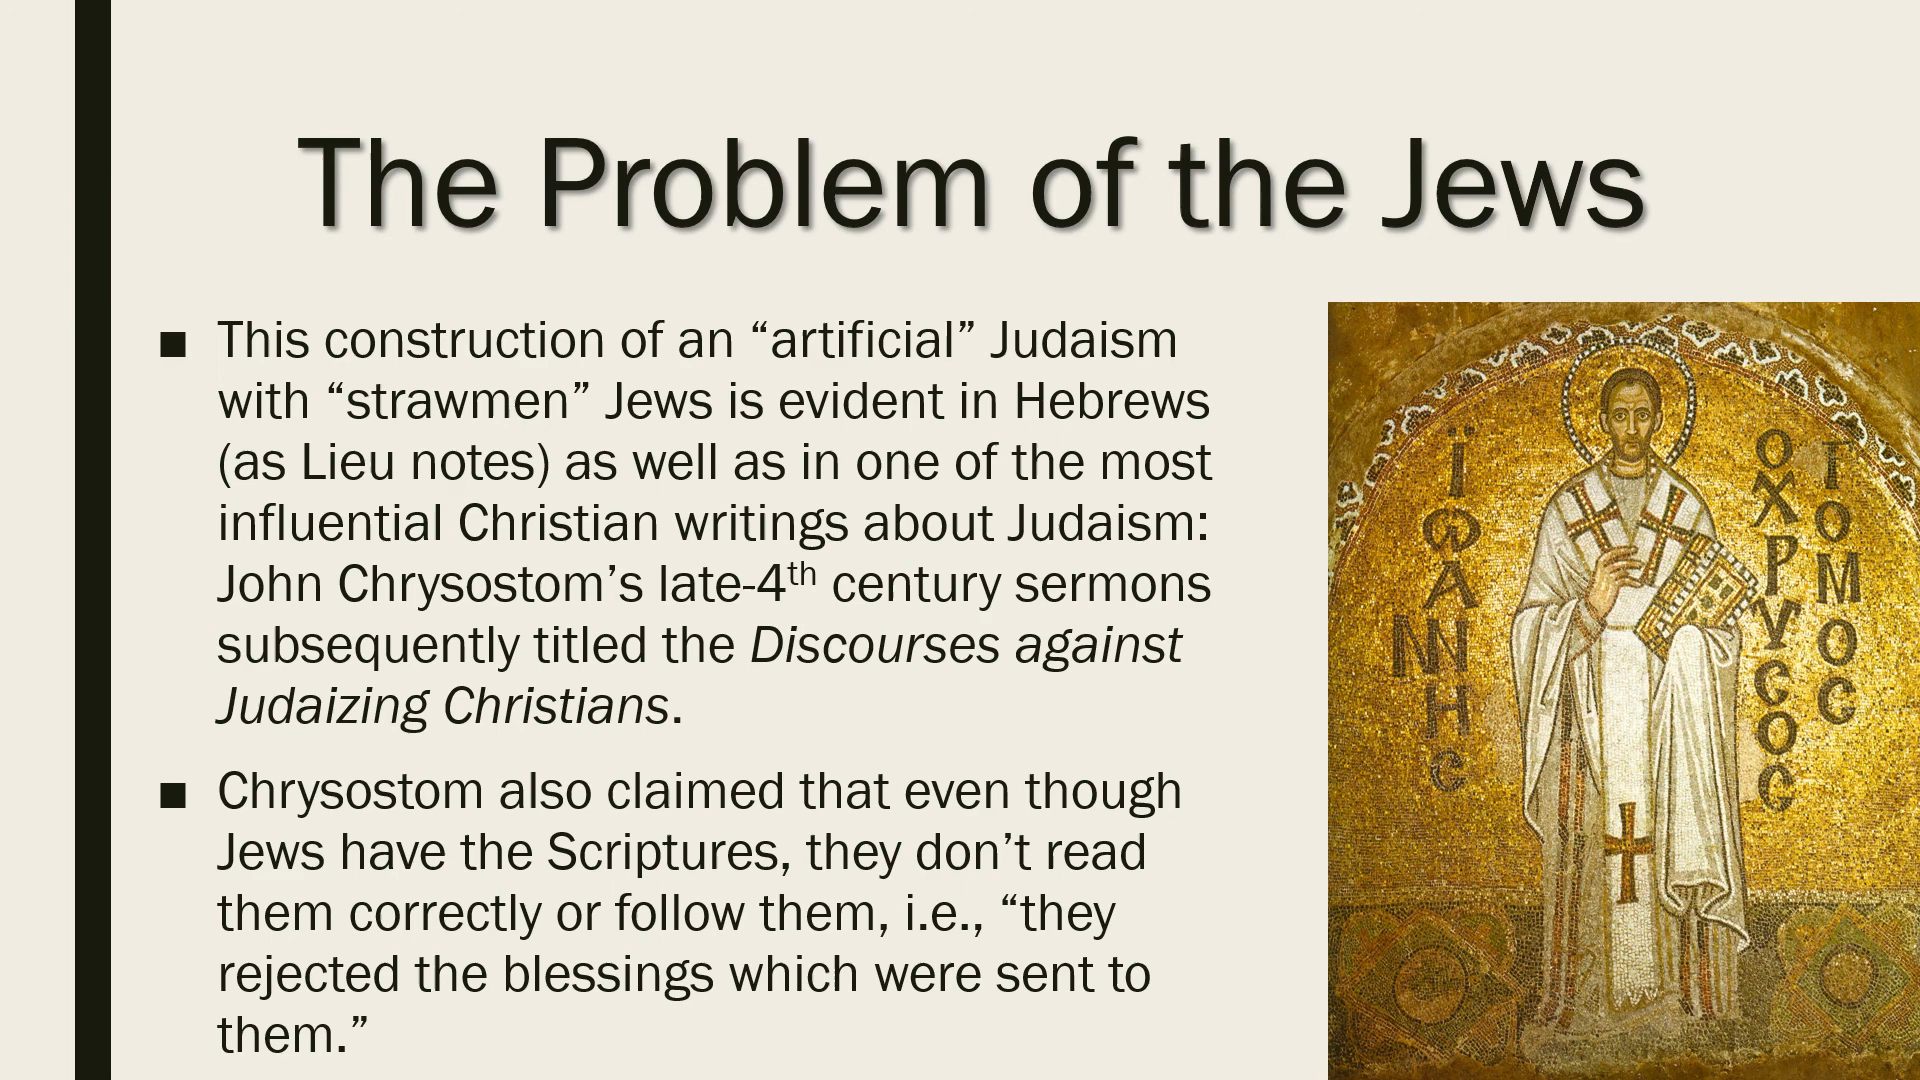 The Problem of the Jews
■ This construction of an “artificial” Judaism
with “strawmen” Jews is evident in Hebrews
(as Lieu notes) as well as in one of the most
influential Christian writings about Judaism:
John Chrysostom’s late-4th century sermons
subsequently titled the Discourses against
Judaizing Christians.
■ Chrysostom also claimed that even though
Jews have the Scriptures, they don’t read
them correctly or follow them, i.e., “they
rejected the blessings which were sent to
them.”
ΪΩΑΝΝΗС
ΟΧΡΥСΟС
ΤΟΜΟС